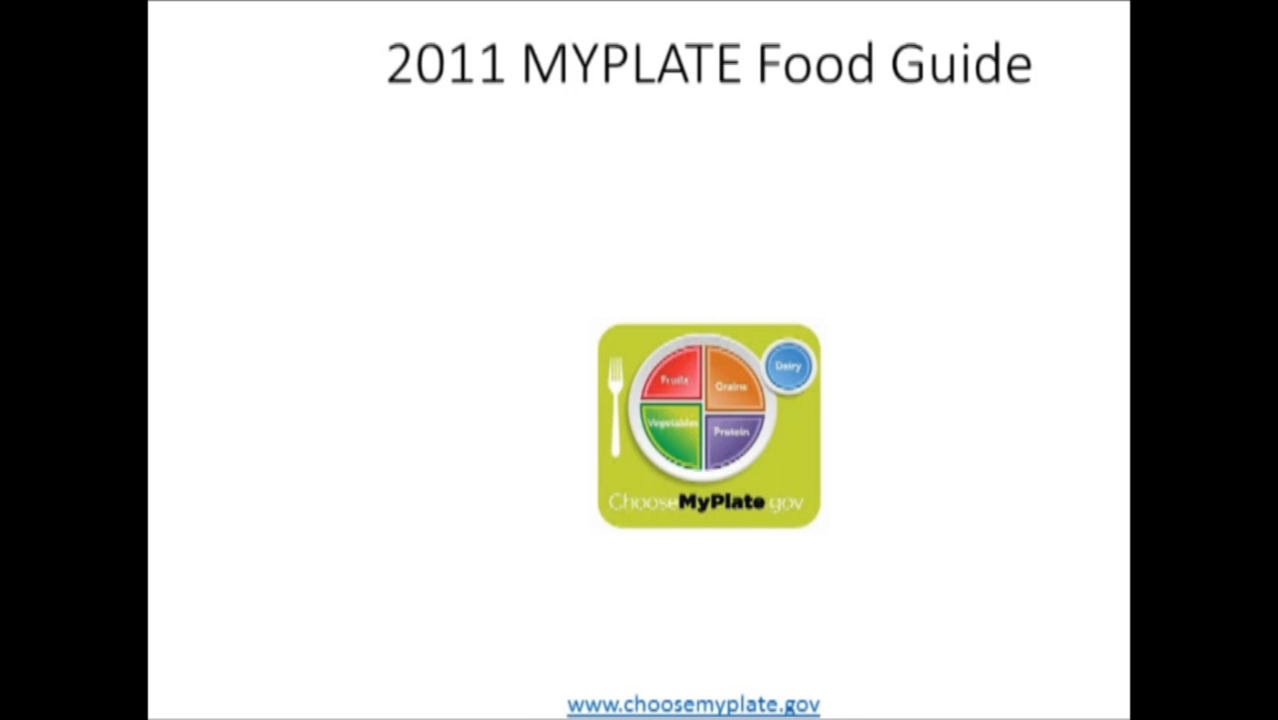 2011 MYPLATE Food Guide
Fruits
Grains
Dairy
Vegetables
Protein
ChooseMyPlate.gov
www.choosemyplate.gov